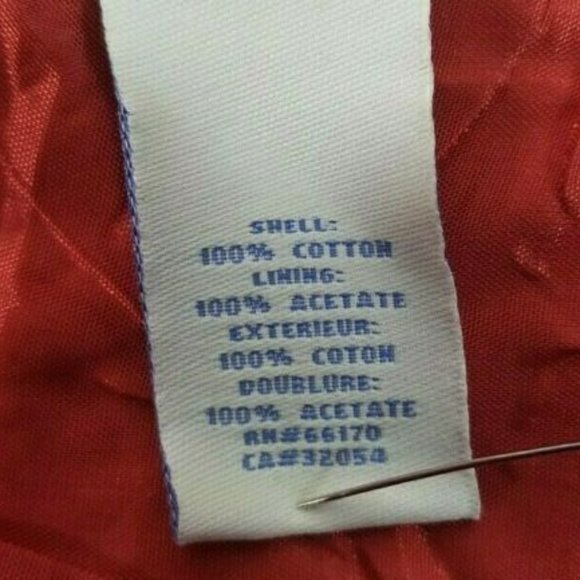 SHELL:
100% COTTON
LINING:
100% ACETATE
EXTERIEUR:
100% COTON
DOUBLURE:
100% ACETATE
RN#66170
CA#32054